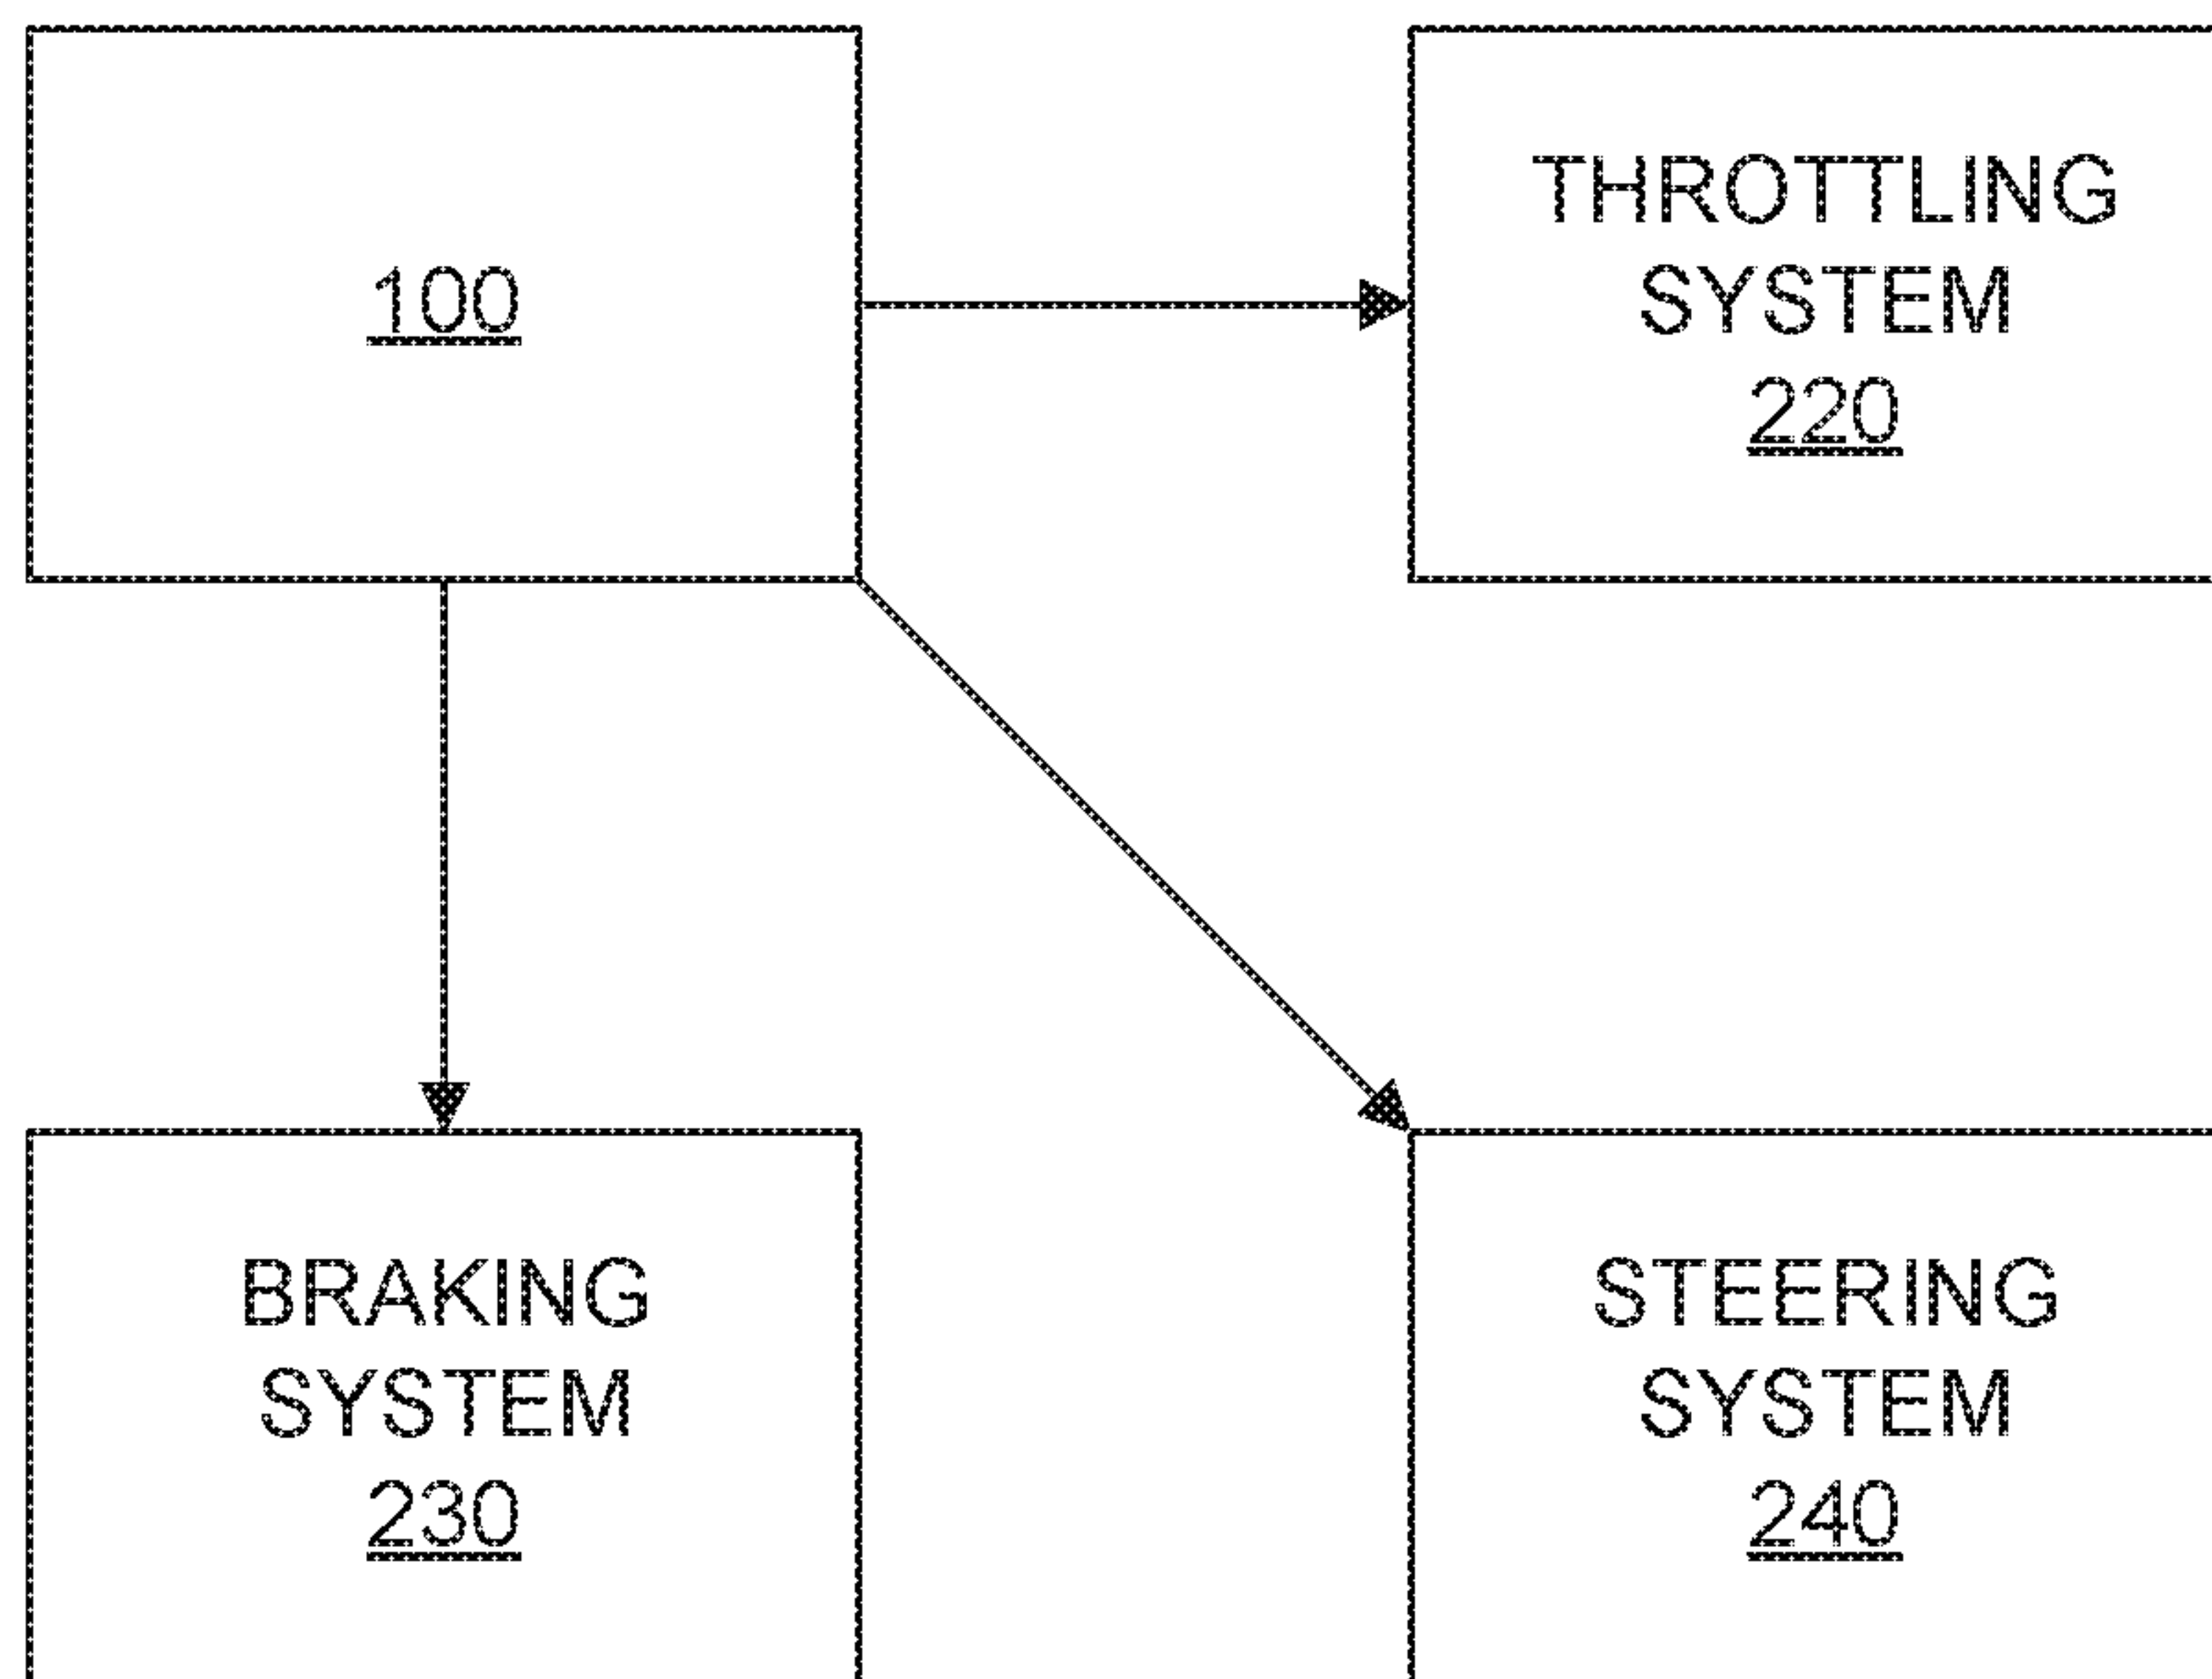 100
THROTTLING
SYSTEM
220
BRAKING
SYSTEM
230
STEERING
SYSTEM
240